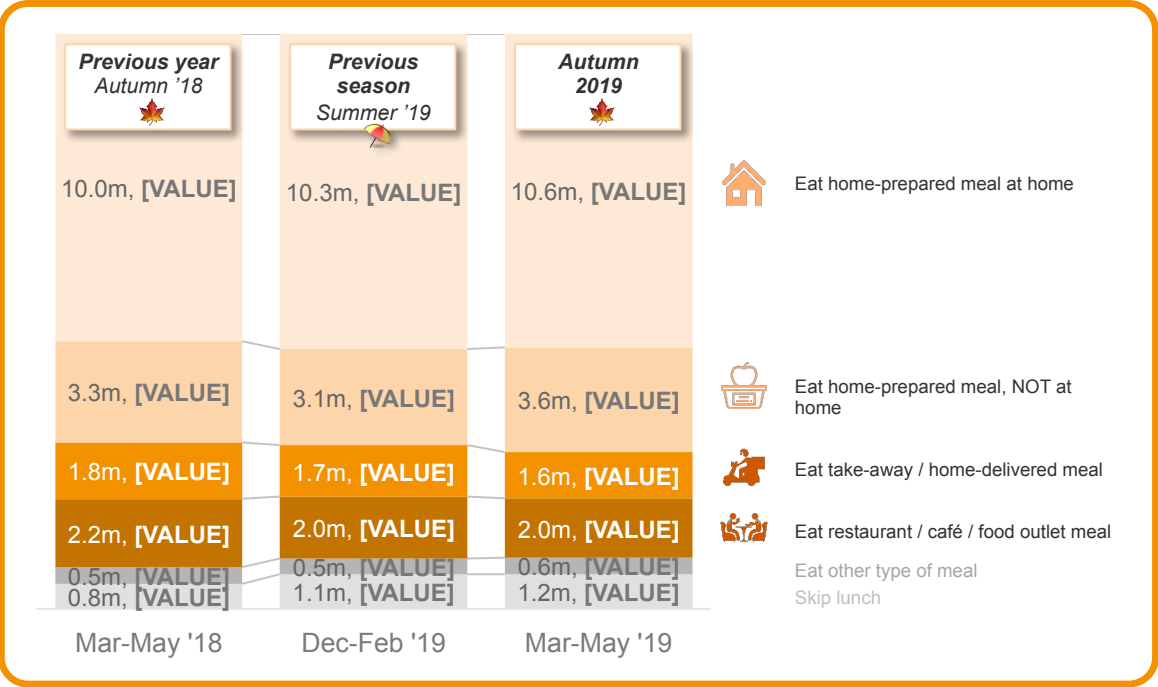 Previous year
Autumn ’18
Previous
season
Summer ’19
Autumn
2019
10.0m, [VALUE]
10.3m, [VALUE]
10.6m, [VALUE]
Eat home-prepared meal at home
3.3m, [VALUE]
3.1m, [VALUE]
3.6m, [VALUE]
Eat home-prepared meal, NOT at
home
1.8m, [VALUE]
1.7m, [VALUE]
1.6m, [VALUE]
Eat take-away / home-delivered meal
2.2m, [VALUE]
2.0m, [VALUE]
2.0m, [VALUE]
Eat restaurant / café / food outlet meal
0.5m, [VALUE]
0.5m, [VALUE]
0.6m, [VALUE]
Eat other type of meal
0.8m, [VALUE]
1.1m, [VALUE]
1.2m, [VALUE]
Skip lunch
Mar-May '18
Dec-Feb '19
Mar-May '19